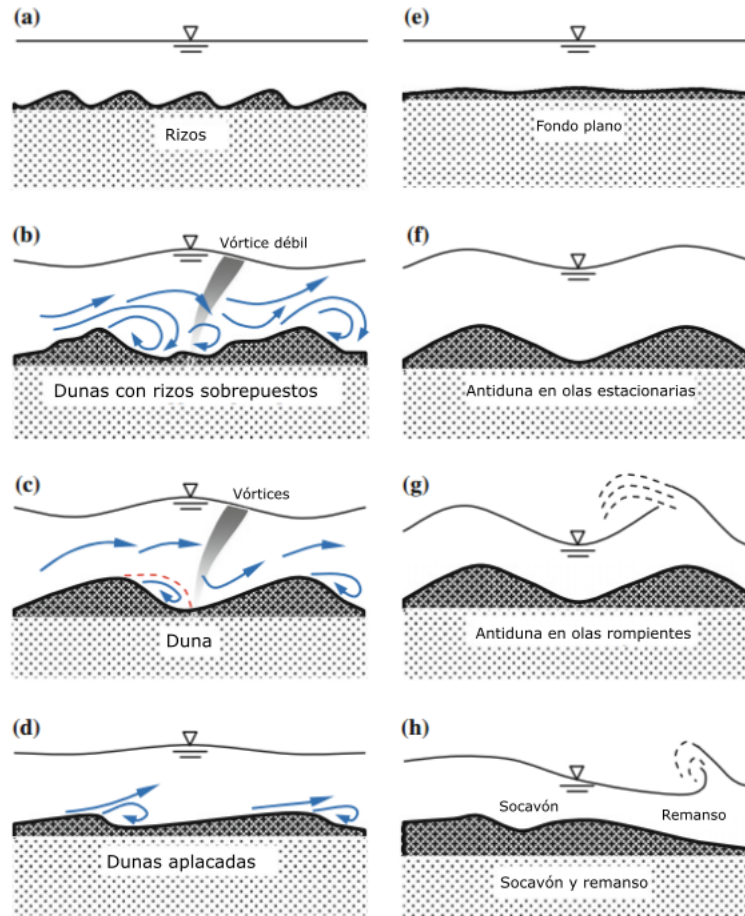 (a)
Rizos
(b)
Vórtice débil
Dunas con rizos sobrepuestos
(c)
Vórtices
Duna
(d)
Dunas aplacadas
(e)
Fondo plano
(f)
Antiduna en olas estacionarias
(g)
Antiduna en olas rompientes
(h)
Socavón
Remanso
Socavón y remanso